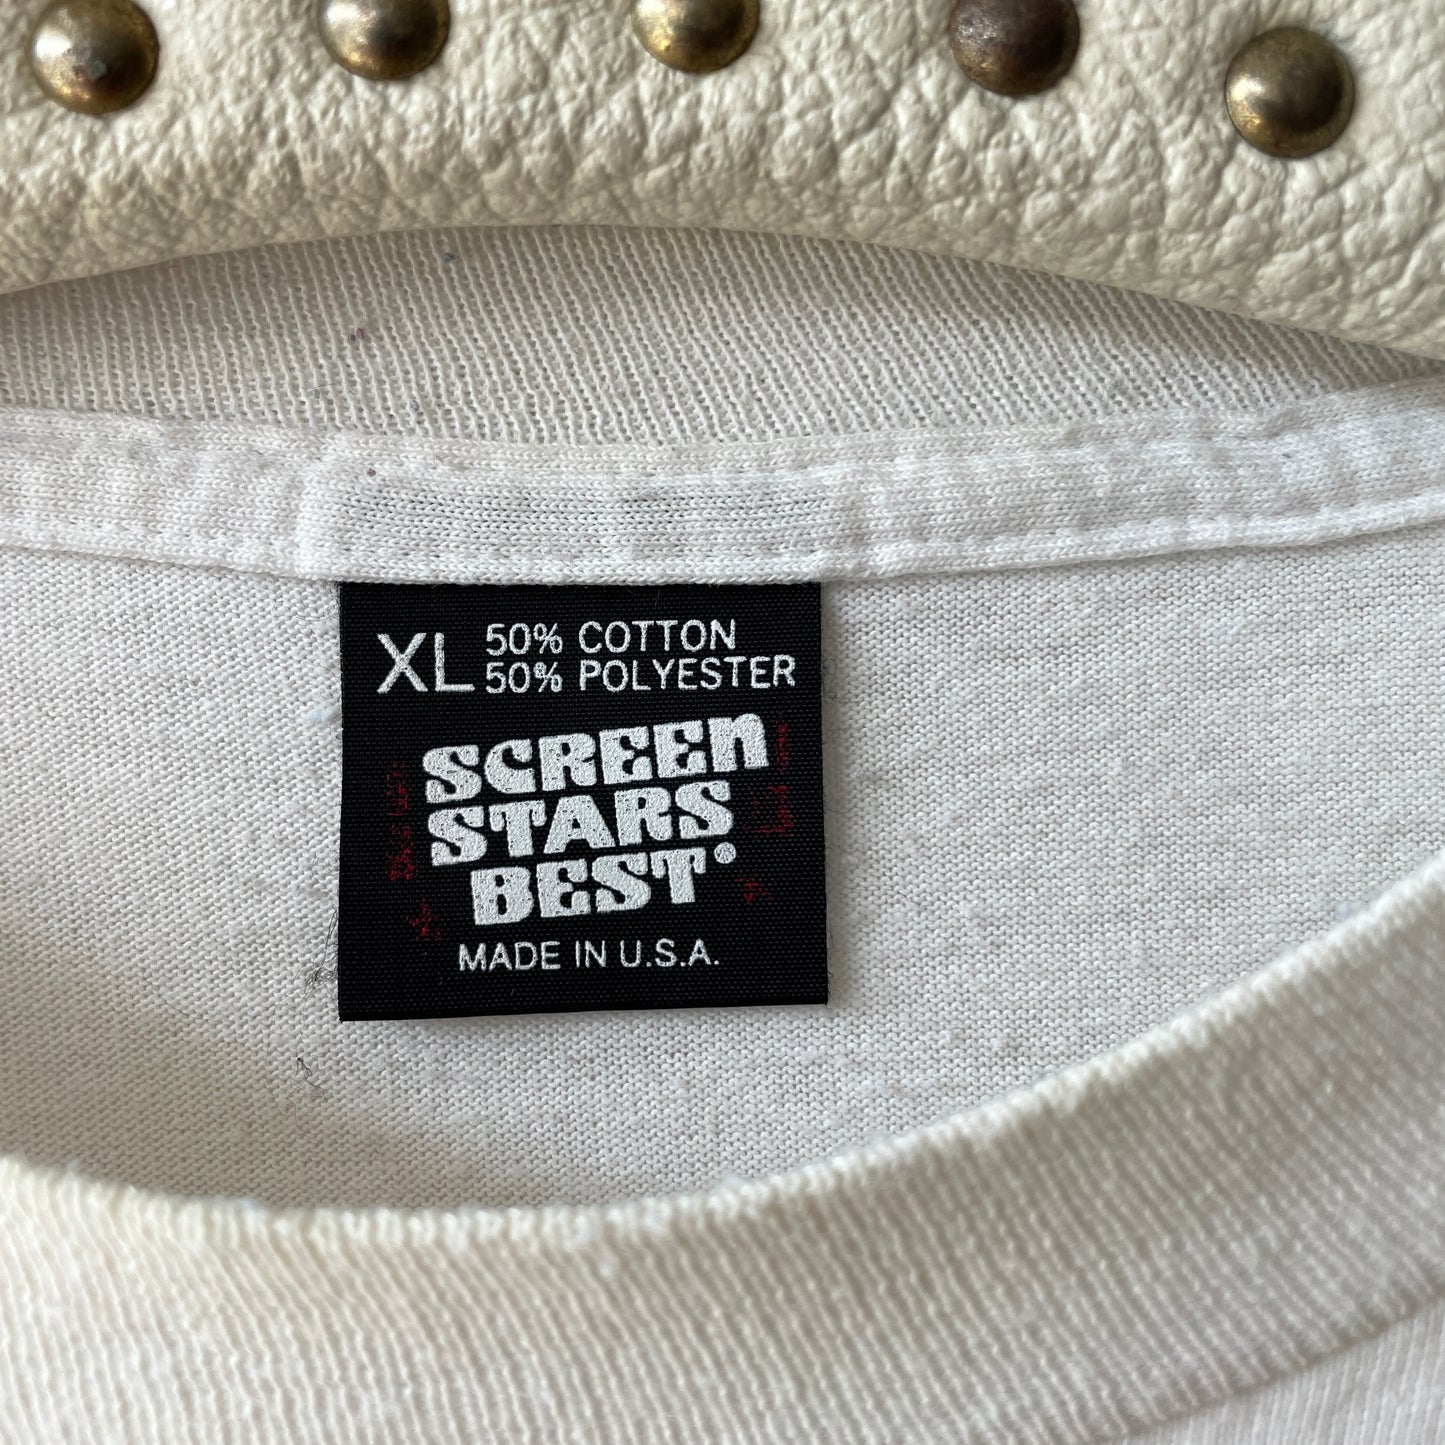 XL 50% COTTON
50% POLYESTER
SCREEN
STARS
BEST
MADE IN U.S.A.